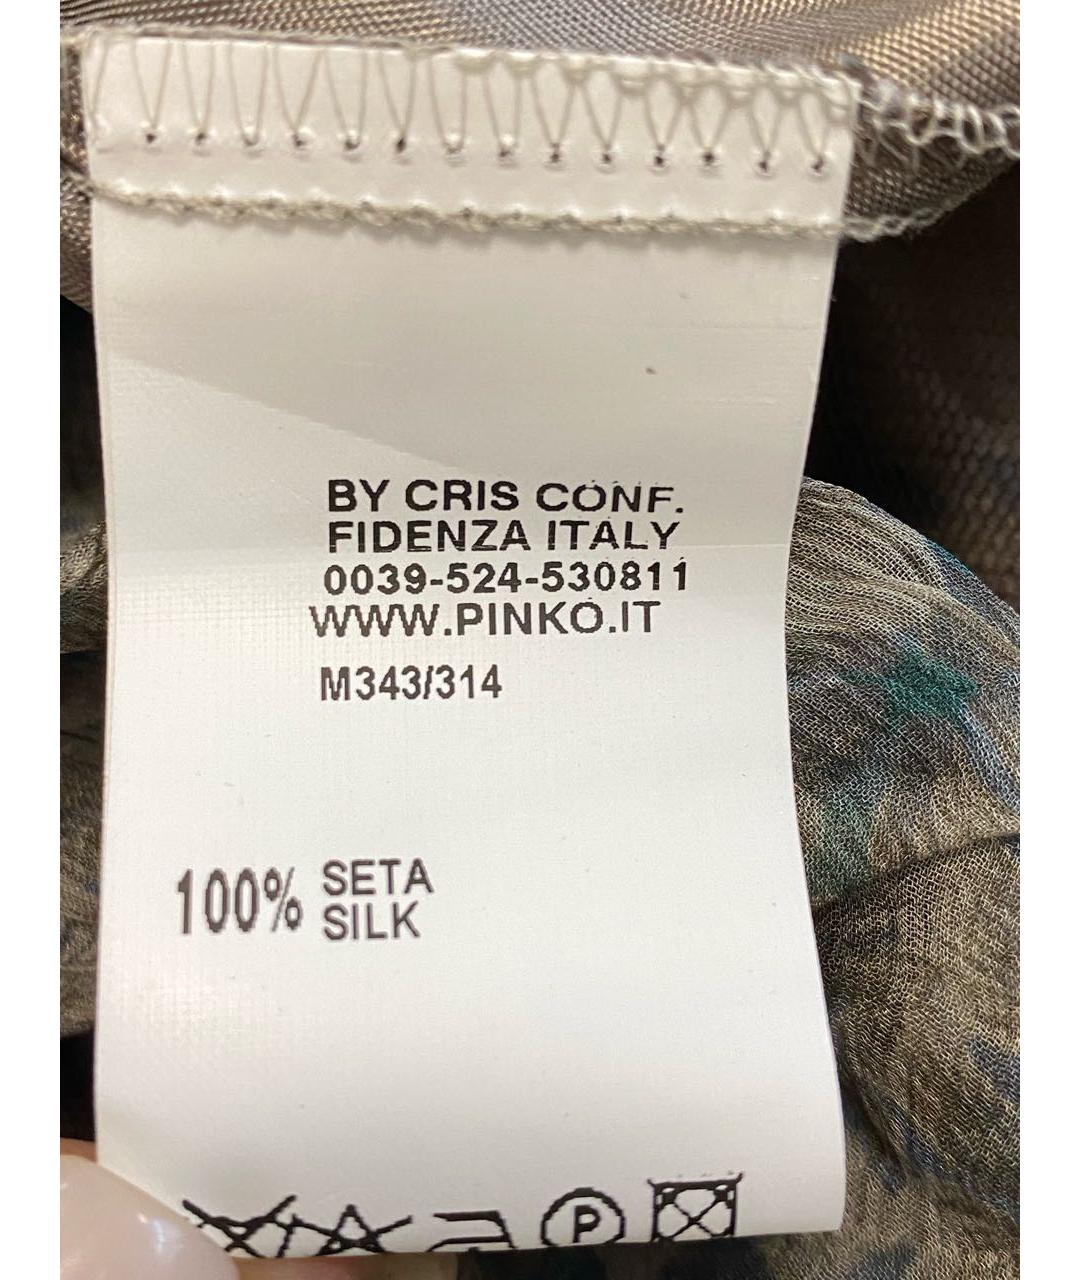 BY CRIS CONF.
FIDENZA ITALY
0039-524-530811
WWW.PINKO.IT
M343/314
100% SETA
SILK
P